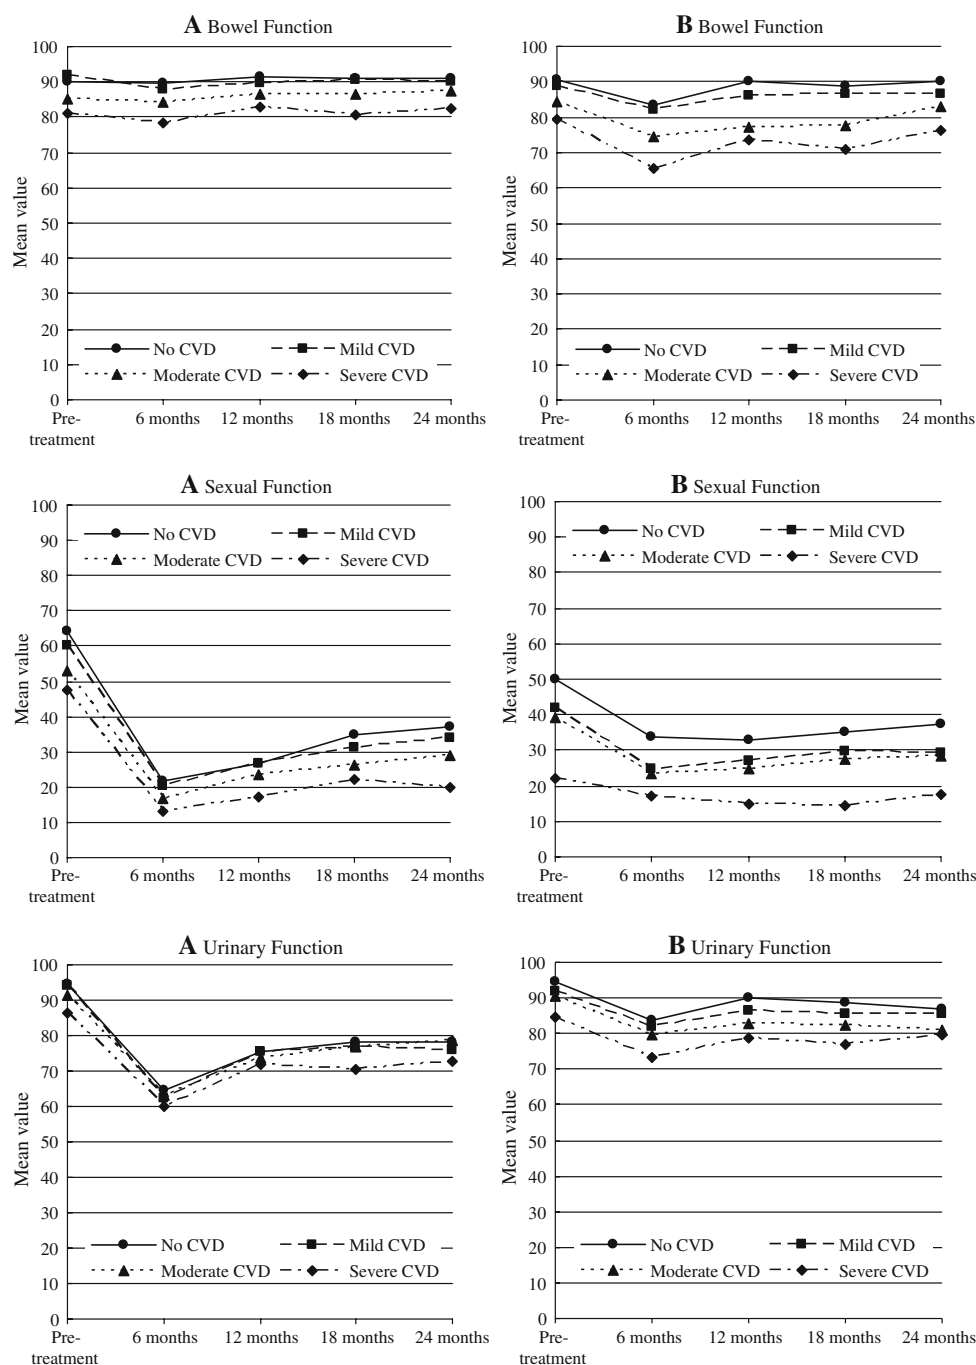 A Bowel Function
100
90
80
70
60
50
40
30
20
10
0
Mean value
No CVD
Mild CVD
Moderate CVD
Severe CVD
Pre-
treatment
6 months
12 months
18 months
24 months
B Bowel Function
100
90
80
70
60
50
40
30
20
10
0
Mean value
No CVD
Mild CVD
Moderate CVD
Severe CVD
Pre-
treatment
6 months
12 months
18 months
24 months
A Sexual Function
100
90
80
70
60
50
40
30
20
10
0
Mean value
No CVD
Mild CVD
Moderate CVD
Severe CVD
Pre-
treatment
6 months
12 months
18 months
24 months
B Sexual Function
100
90
80
70
60
50
40
30
20
10
0
Mean value
No CVD
Mild CVD
Moderate CVD
Severe CVD
Pre-
treatment
6 months
12 months
18 months
24 months
A Urinary Function
100
90
80
70
60
50
40
30
20
10
0
Mean value
No CVD
Mild CVD
Moderate CVD
Severe CVD
Pre-
treatment
6 months
12 months
18 months
24 months
B Urinary Function
100
90
80
70
60
50
40
30
20
10
0
Mean value
No CVD
Mild CVD
Moderate CVD
Severe CVD
Pre-
treatment
6 months
12 months
18 months
24 months